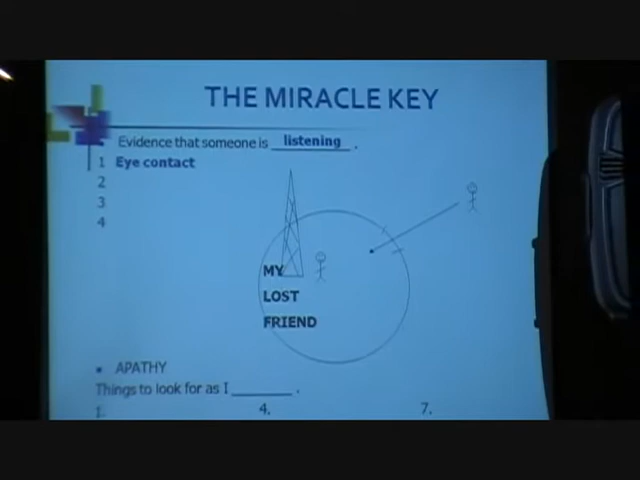 THE MIRACLE KEY
Evidence that someone is listening .
1 Eye contact
2
3
4
MY
LOST
FRIEND
• APATHY
Things to look for as I ________ .
1. 4. 7.